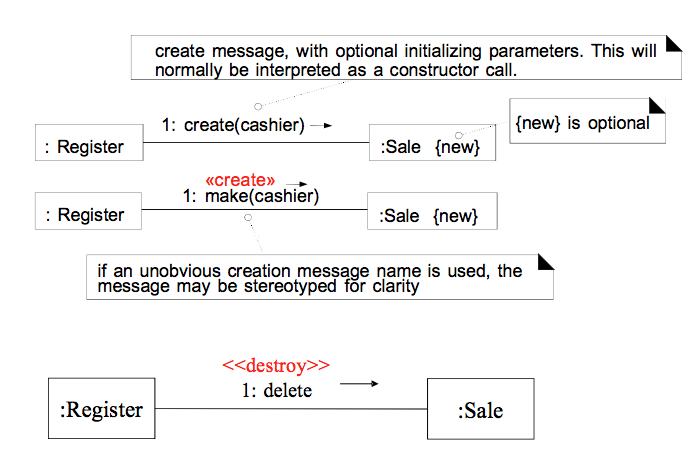 create message, with optional initializing parameters. This will
normally be interpreted as a constructor call.
1: create(cashier)
{new} is optional
: Register
:Sale {new}
«create»
1: make(cashier)
: Register
:Sale {new}
if an unobvious creation message name is used, the
message may be stereotyped for clarity
<<destroy>>
1: delete
:Register
:Sale